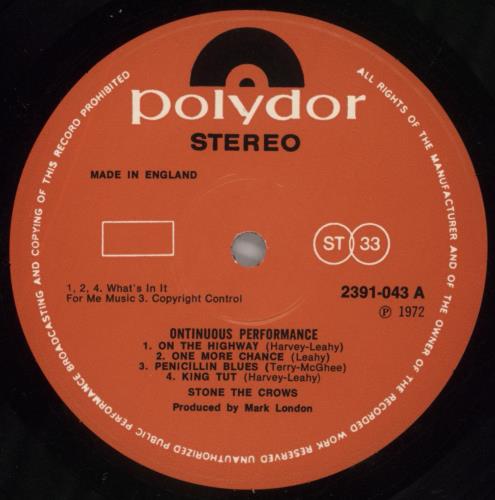 polydor
STEREO
MADE IN ENGLAND
ST 33
1, 2, 4. What's In It
For Me Music 3. Copyright Control
2391-043 A
Ⓟ 1972
ONTINUOUS PERFORMANCE
1. ON THE HIGHWAY (Harvey-Leahy)
2. ONE MORE CHANCE (Leahy)
3. PENICILLIN BLUES (Terry-McGhee)
4. KING TUT (Harvey-Leahy)
STONE THE CROWS
Produced by Mark London
ALL RIGHTS OF THE MANUFACTURER AND OF THE OWNER OF THE RECORDED WORK RESERVED UNAUTHORIZED PUBLIC PERFORMANCE BROADCASTING AND COPYING OF THIS RECORD PROHIBITED